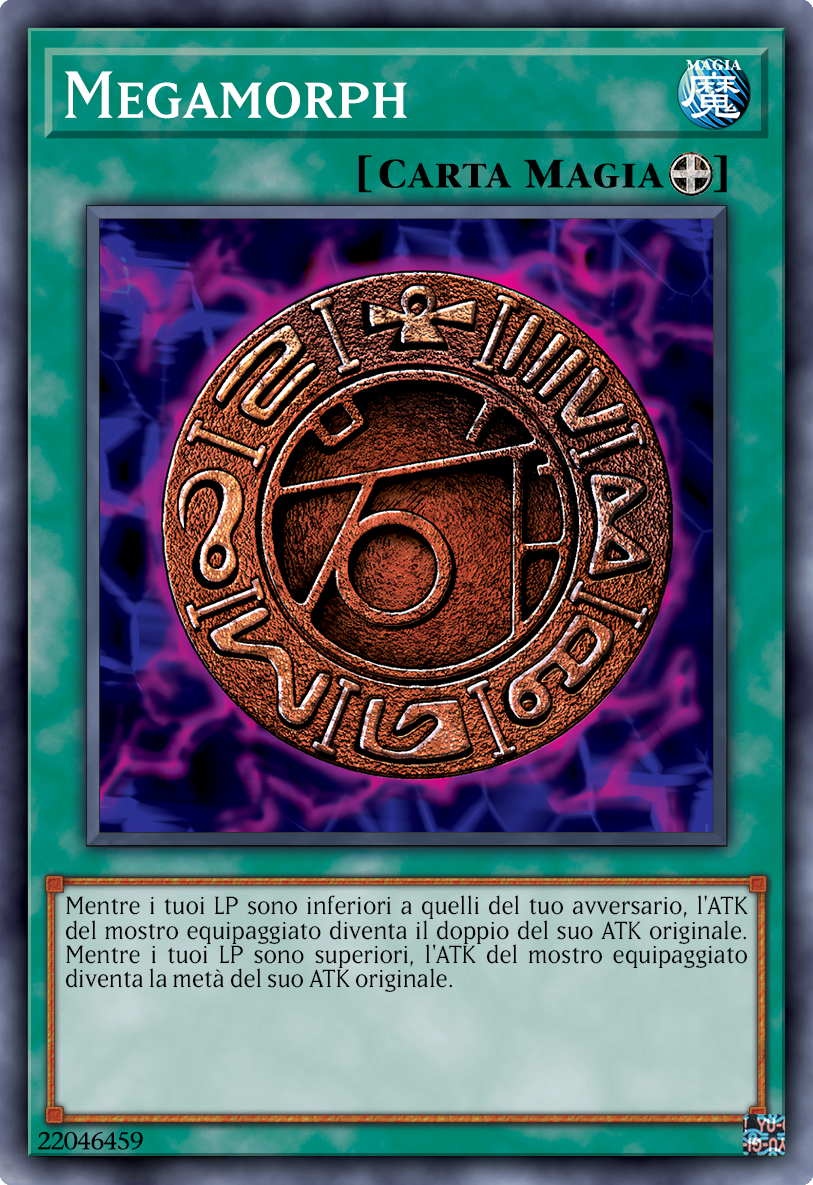 Megamorph
MAGIA
魔
[Carta Magia]
Mentre i tuoi LP sono inferiori a quelli del tuo avversario, l'ATK
del mostro equipaggiato diventa il doppio del suo ATK originale.
Mentre i tuoi LP sono superiori, l'ATK del mostro equipaggiato
diventa la metà del suo ATK originale.
22046459